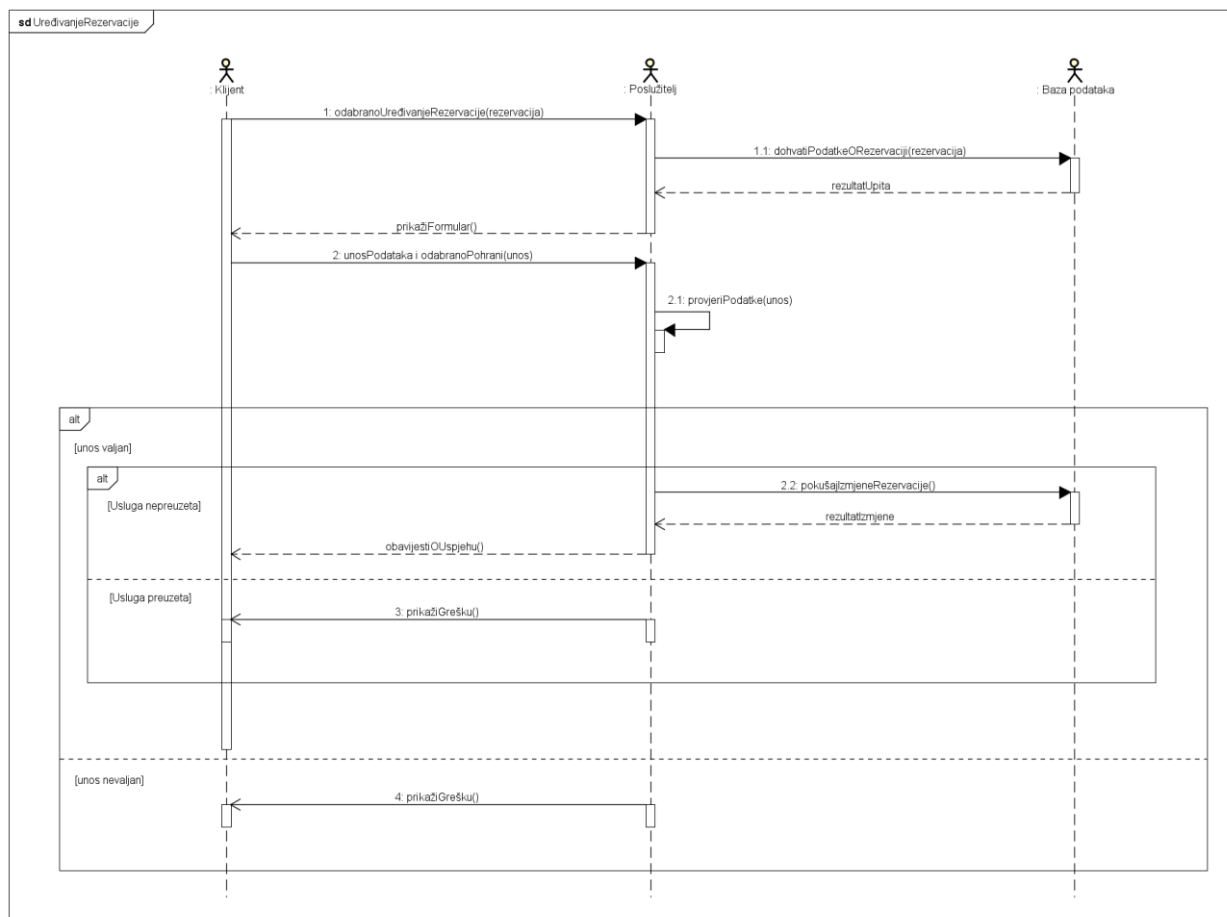 sd UređivanjeRezervacije
: Klijent
: Poslužitelj
: Baza podataka
1: odabranoUređivanjeRezervacije(rezervacija)
1.1: dohvatiPodatkeORezervaciji(rezervacija)
rezultatUpita
prikažiFormular()
2: unosPodataka i odabranoPohrani(unos)
2.1: provjeriPodatke(unos)
alt
[unos valjan]
alt
[Usluga nepreuzeta]
2.2: pokušajIzmjeneRezervacije()
rezultatIzmjene
obavijestiOUspjehu()
[Usluga preuzeta]
3: prikažiGrešku()
[unos nevaljan]
4: prikažiGrešku()